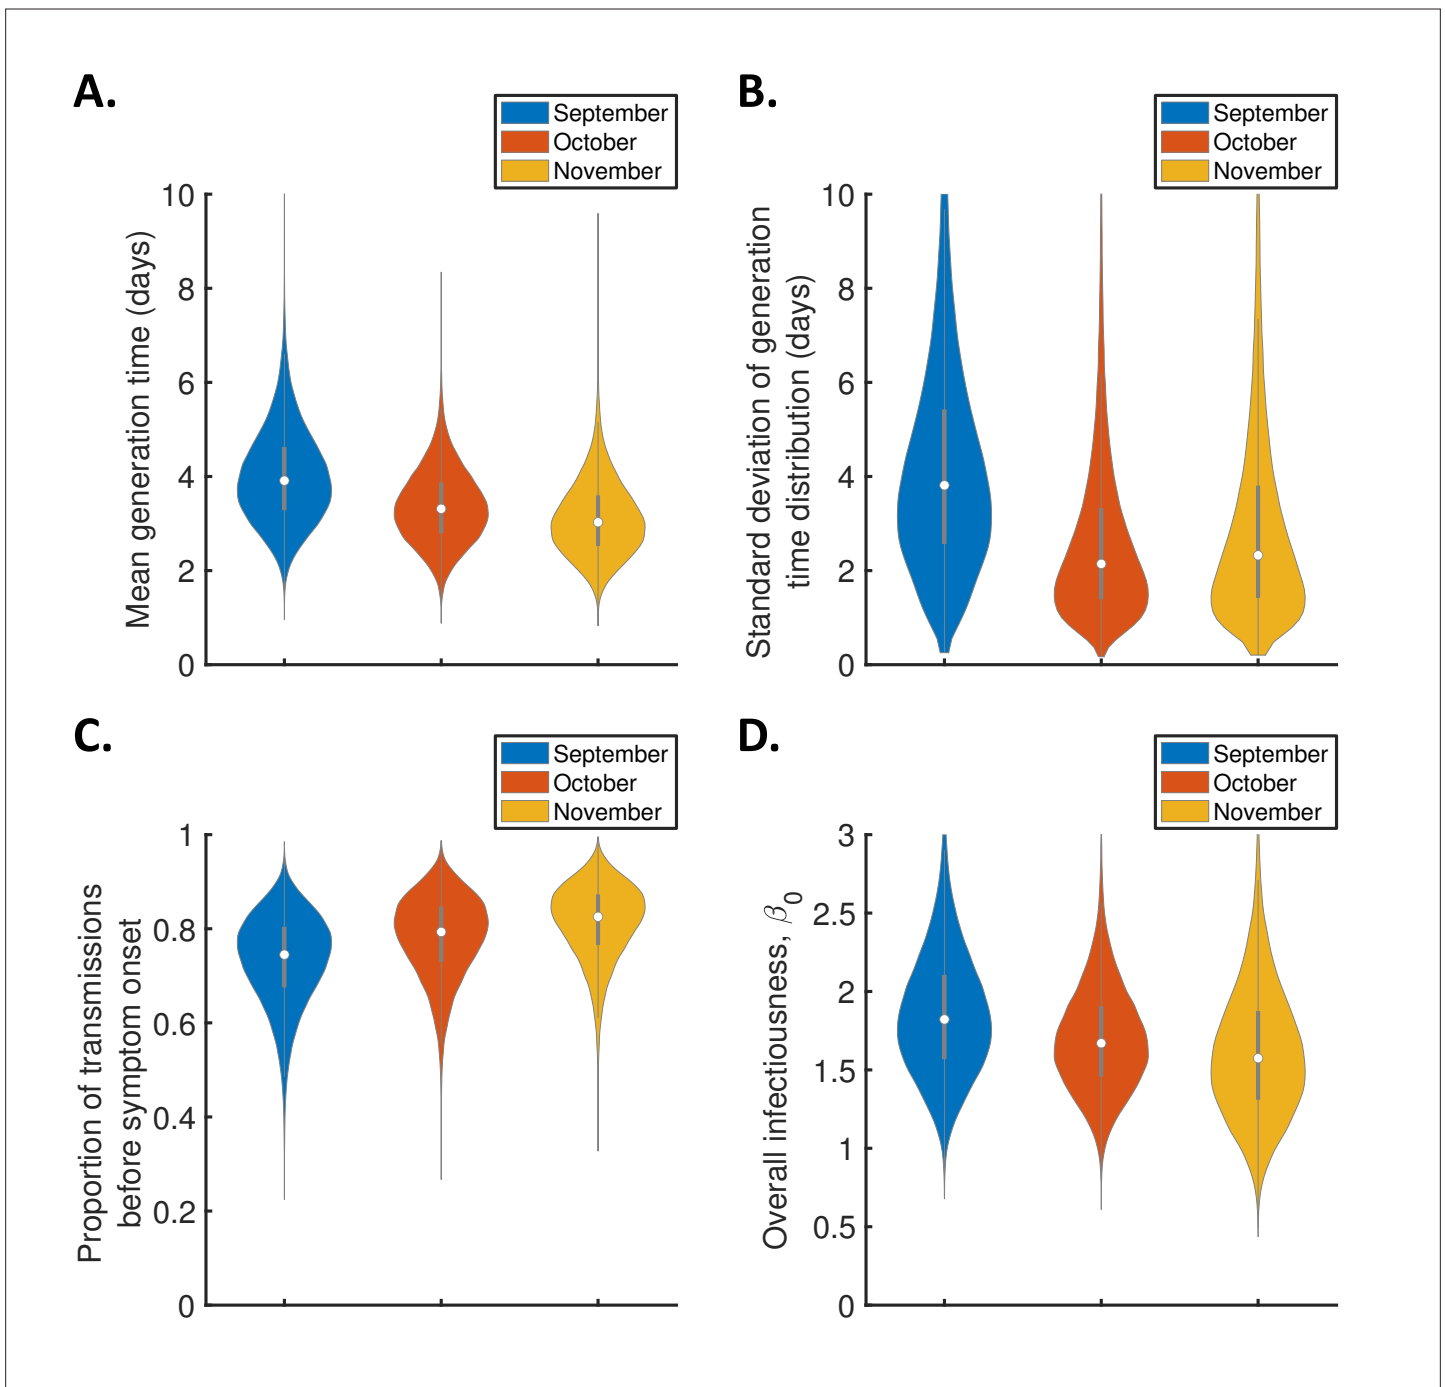 A.
September
October
November
Mean generation time (days)
10
8
6
4
2
0
B.
September
October
November
Standard deviation of generation
time distribution (days)
10
8
6
4
2
0
C.
September
October
November
Proportion of transmissions
before symptom onset
1
0.8
0.6
0.4
0.2
0
D.
September
October
November
Overall infectiousness, β0
3
2.5
2
1.5
1
0.5
0